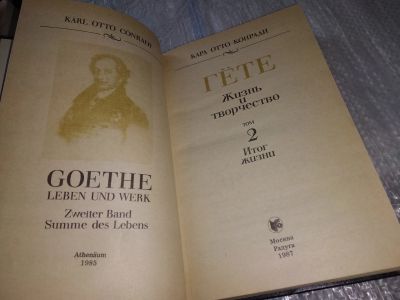 KARL OTTO CONRADY
GOETHE
LEBEN UND WERK
Zweiter Band
Summe des Lebens
Athenäum
1985
КАРЛ ОТТО КОНРАДИ
ГЁТЕ
Жизнь
и
творчество
ТОМ
2
Итог
жизни
Москва
Радуга
1987